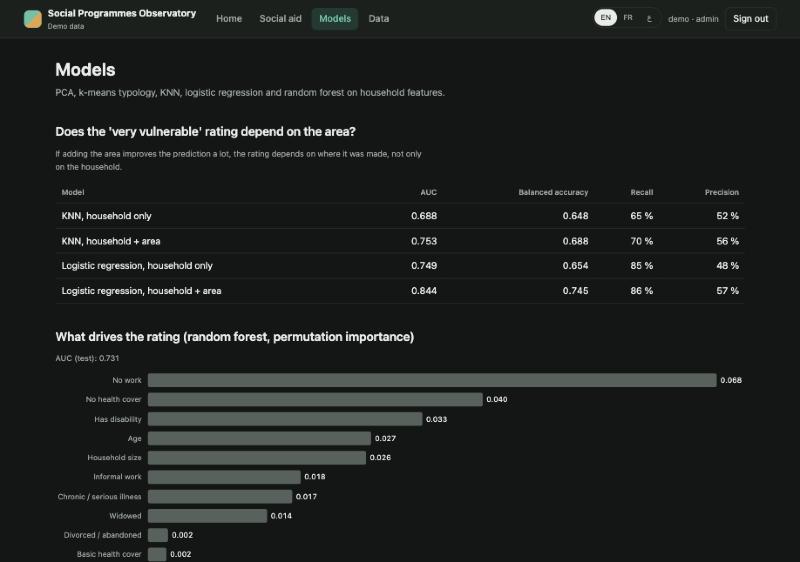 Social Programmes Observatory
Demo data
Home Social aid Models Data
EN FR ع
demo · admin
Sign out
Models
PCA, k-means typology, KNN, logistic regression and random forest on household features.
Does the 'very vulnerable' rating depend on the area?
If adding the area improves the prediction a lot, the rating depends on where it was made, not only
on the household.
Model AUC Balanced accuracy Recall Precision
KNN, household only 0.688 0.648 65 % 52 %
KNN, household + area 0.753 0.688 70 % 56 %
Logistic regression, household only 0.749 0.654 85 % 48 %
Logistic regression, household + area 0.844 0.745 86 % 57 %
What drives the rating (random forest, permutation importance)
AUC (test): 0.731
No work 0.068
No health cover 0.040
Has disability 0.033
Age 0.027
Household size 0.026
Informal work 0.018
Chronic / serious illness 0.017
Widowed 0.014
Divorced / abandoned 0.002
Basic health cover 0.002